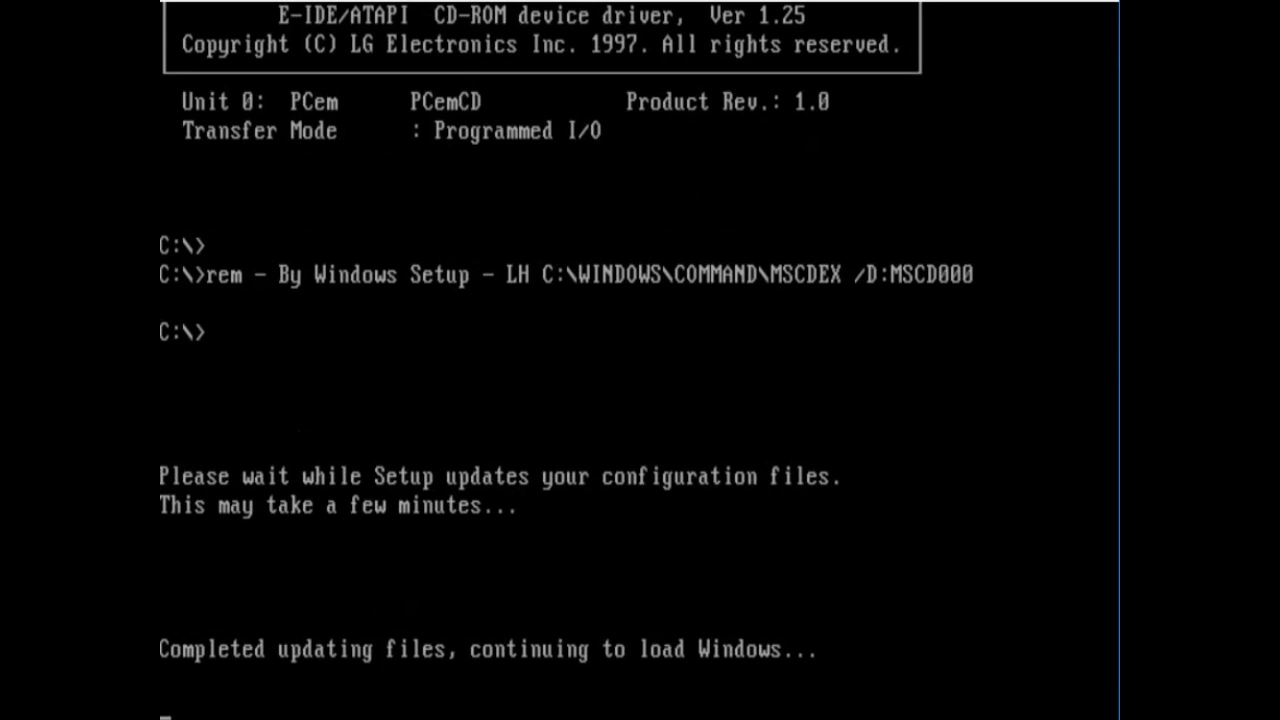 E-IDE/ATAPI CD-ROM device driver, Ver 1.25
Copyright (C) LG Electronics Inc. 1997. All rights reserved.
Unit 0: PCem PCemCD Product Rev.: 1.0
Transfer Mode : Programmed I/O
C:\>
C:\>rem - By Windows Setup - LH C:\WINDOWS\COMMAND\MSCDEX /D:MSCD000
C:\>
Please wait while Setup updates your configuration files.
This may take a few minutes...
Completed updating files, continuing to load Windows...